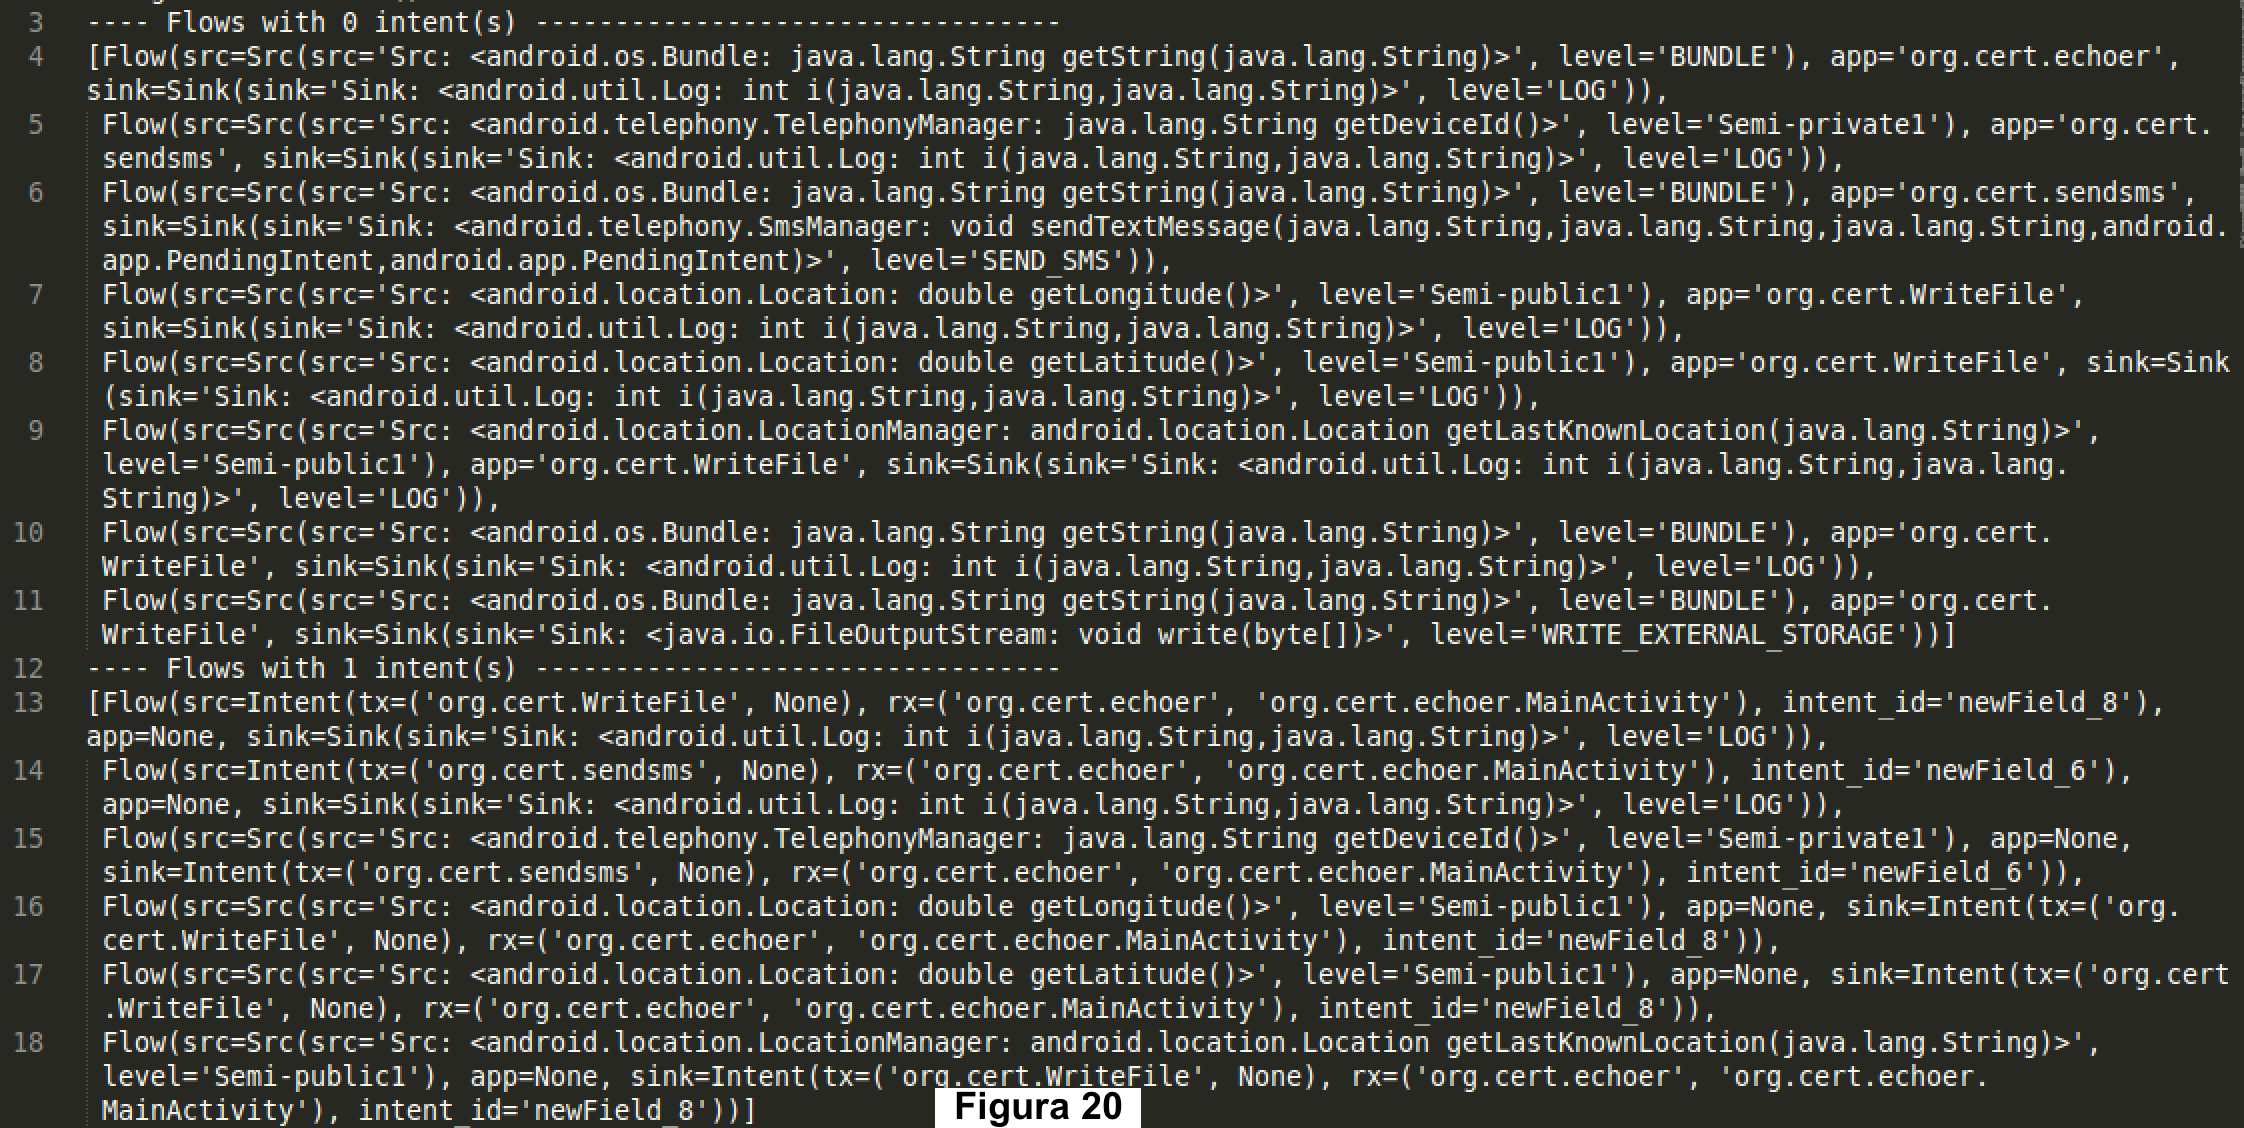 3 ---- Flows with 0 intent(s) ---------------------------------
4 [Flow(src=Src(src='Src: <android.os.Bundle: java.lang.String getString(java.lang.String)>', level='BUNDLE'), app='org.cert.echoer',
sink=Sink(sink='Sink: <android.util.Log: int i(java.lang.String,java.lang.String)>', level='LOG')),
5 Flow(src=Src(src='Src: <android.telephony.TelephonyManager: java.lang.String getDeviceId()>', level='Semi-private1'), app='org.cert.
sendsms', sink=Sink(sink='Sink: <android.util.Log: int i(java.lang.String,java.lang.String)>', level='LOG')),
6 Flow(src=Src(src='Src: <android.os.Bundle: java.lang.String getString(java.lang.String)>', level='BUNDLE'), app='org.cert.sendsms',
sink=Sink(sink='Sink: <android.telephony.SmsManager: void sendTextMessage(java.lang.String,java.lang.String,java.lang.String,android.
app.PendingIntent,android.app.PendingIntent)>', level='SEND_SMS')),
7 Flow(src=Src(src='Src: <android.location.Location: double getLongitude()>', level='Semi-public1'), app='org.cert.WriteFile',
sink=Sink(sink='Sink: <android.util.Log: int i(java.lang.String,java.lang.String)>', level='LOG')),
8 Flow(src=Src(src='Src: <android.location.Location: double getLatitude()>', level='Semi-public1'), app='org.cert.WriteFile', sink=Sink
(sink='Sink: <android.util.Log: int i(java.lang.String,java.lang.String)>', level='LOG')),
9 Flow(src=Src(src='Src: <android.location.LocationManager: android.location.Location getLastKnownLocation(java.lang.String)>',
level='Semi-public1'), app='org.cert.WriteFile', sink=Sink(sink='Sink: <android.util.Log: int i(java.lang.String,java.lang.
String)>', level='LOG')),
10 Flow(src=Src(src='Src: <android.os.Bundle: java.lang.String getString(java.lang.String)>', level='BUNDLE'), app='org.cert.
WriteFile', sink=Sink(sink='Sink: <android.util.Log: int i(java.lang.String,java.lang.String)>', level='LOG')),
11 Flow(src=Src(src='Src: <android.os.Bundle: java.lang.String getString(java.lang.String)>', level='BUNDLE'), app='org.cert.
WriteFile', sink=Sink(sink='Sink: <java.io.FileOutputStream: void write(byte[])>', level='WRITE_EXTERNAL_STORAGE'))]
12 ---- Flows with 1 intent(s) ---------------------------------
13 [Flow(src=Intent(tx=('org.cert.WriteFile', None), rx=('org.cert.echoer', 'org.cert.echoer.MainActivity'), intent_id='newField_8'),
app=None, sink=Sink(sink='Sink: <android.util.Log: int i(java.lang.String,java.lang.String)>', level='LOG')),
14 Flow(src=Intent(tx=('org.cert.sendsms', None), rx=('org.cert.echoer', 'org.cert.echoer.MainActivity'), intent_id='newField_6'),
app=None, sink=Sink(sink='Sink: <android.util.Log: int i(java.lang.String,java.lang.String)>', level='LOG')),
15 Flow(src=Src(src='Src: <android.telephony.TelephonyManager: java.lang.String getDeviceId()>', level='Semi-private1'), app=None,
sink=Intent(tx=('org.cert.sendsms', None), rx=('org.cert.echoer', 'org.cert.echoer.MainActivity'), intent_id='newField_6')),
16 Flow(src=Src(src='Src: <android.location.Location: double getLongitude()>', level='Semi-public1'), app=None, sink=Intent(tx=('org.
cert.WriteFile', None), rx=('org.cert.echoer', 'org.cert.echoer.MainActivity'), intent_id='newField_8')),
17 Flow(src=Src(src='Src: <android.location.Location: double getLatitude()>', level='Semi-public1'), app=None, sink=Intent(tx=('org.cert
.WriteFile', None), rx=('org.cert.echoer', 'org.cert.echoer.MainActivity'), intent_id='newField_8')),
18 Flow(src=Src(src='Src: <android.location.LocationManager: android.location.Location getLastKnownLocation(java.lang.String)>',
level='Semi-public1'), app=None, sink=Intent(tx=('org.cert.WriteFile', None), rx=('org.cert.echoer', 'org.cert.echoer.
MainActivity'), intent_id='newField_8'))]
Figura 20